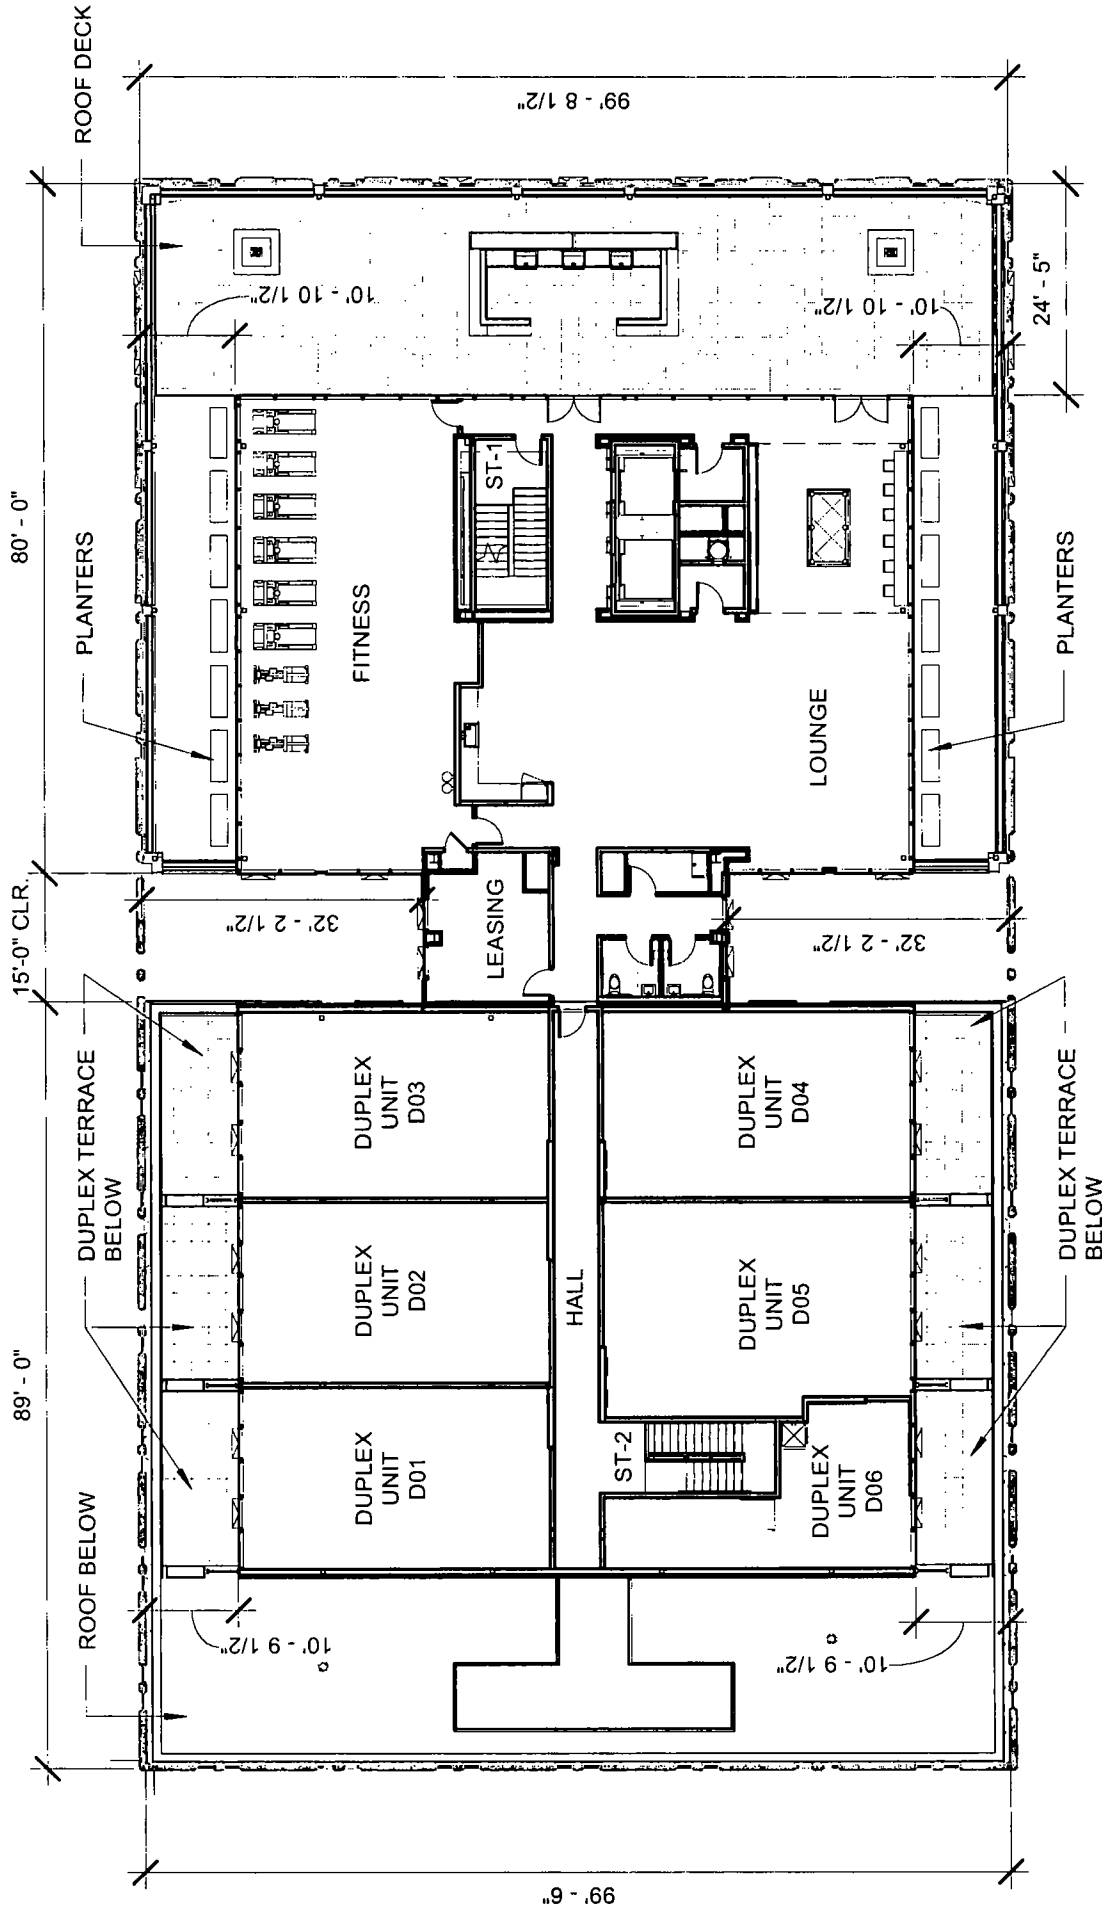 ROOF DECK
99' - 8 1/2"
80' - 0"
PLANTERS
10' - 10 1/2"
10' - 10 1/2"
24' - 5"
ST-1
FITNESS
LOUNGE
PLANTERS
15'-0" CLR.
32' - 2 1/2"
LEASING
32' - 2 1/2"
DUPLEX TERRACE
BELOW
DUPLEX
UNIT
D03
DUPLEX
UNIT
D04
DUPLEX TERRACE
BELOW
89' - 0"
DUPLEX
UNIT
D02
HALL
DUPLEX
UNIT
D05
DUPLEX
UNIT
D01
ST-2
DUPLEX
UNIT
D06
ROOF BELOW
10' - 9 1/2"
10' - 9 1/2"
99' - 6"